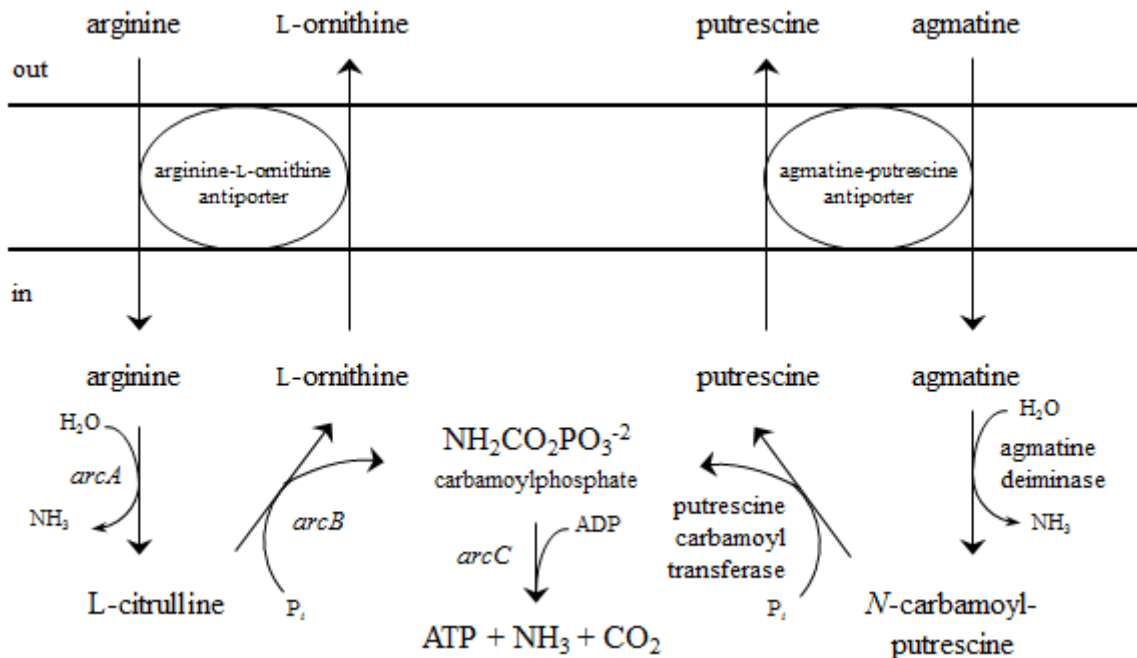 arginine L-ornithine putrescine agmatine
out
arginine-L-ornithine
antiporter
agmatine-putrescine
antiporter
in
arginine L-ornithine putrescine agmatine
H₂O
arcA
NH₃
L-citrulline
arcB
Pᵢ
NH₂CO₂PO₃⁻²
carbamoylphosphate
arcC
ADP
ATP + NH₃ + CO₂
putrescine
carbamoyl
transferase
Pᵢ
H₂O
agmatine
deiminase
NH₃
N-carbamoyl-
putrescine